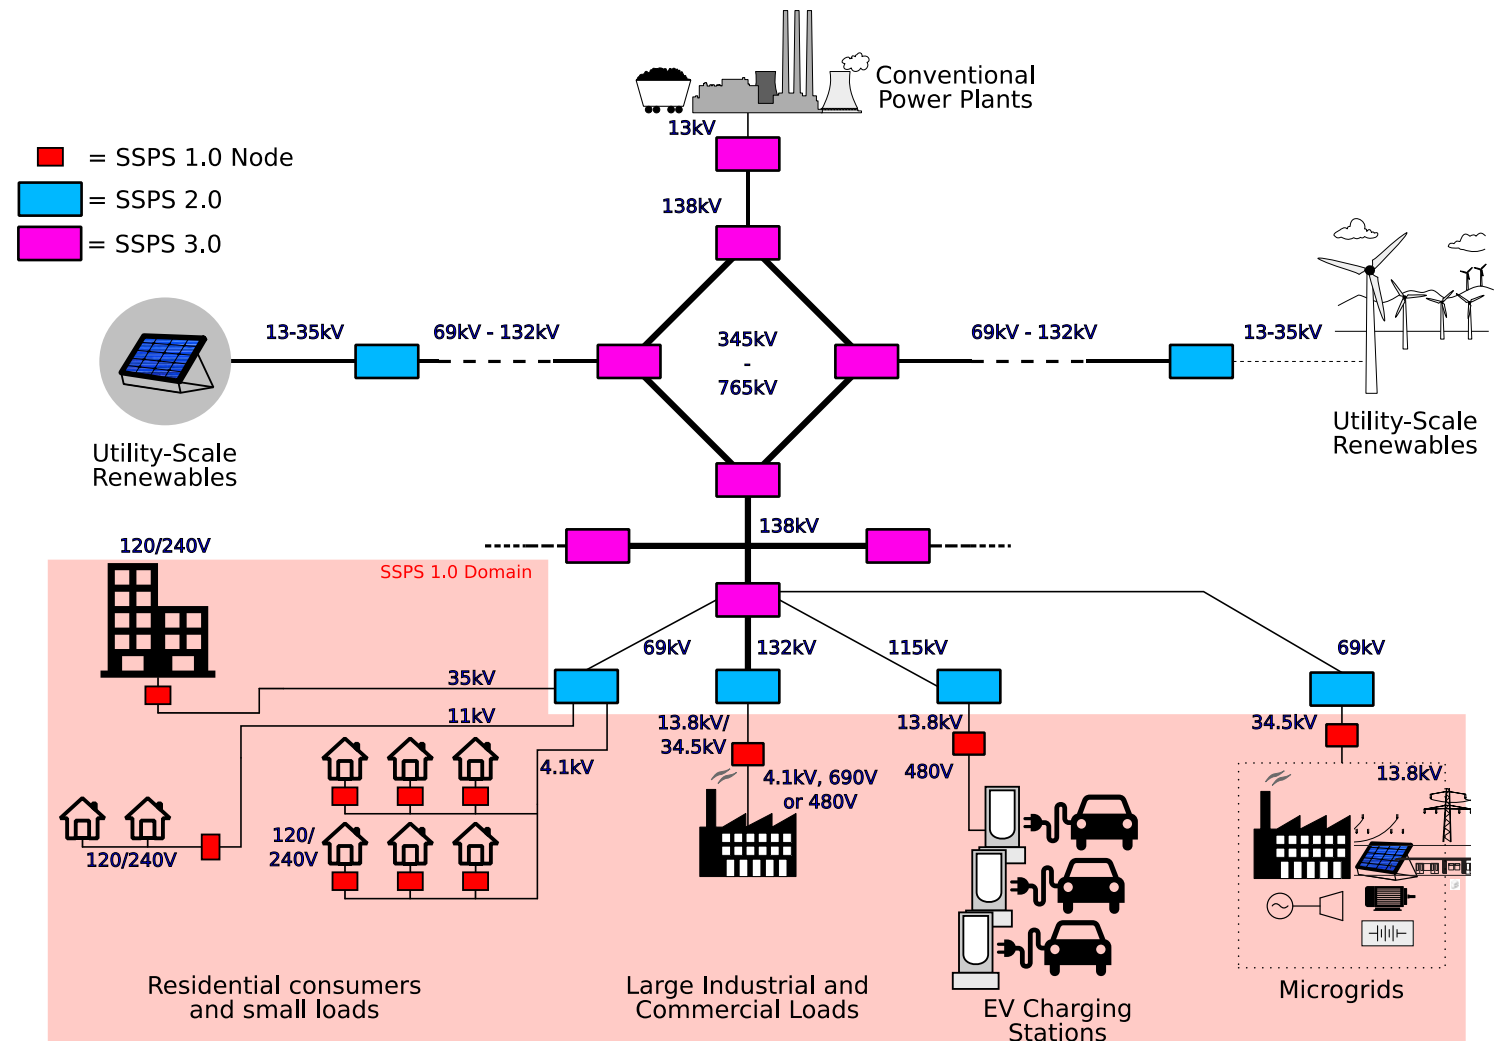 Conventional
Power Plants
13kV
= SSPS 1.0 Node
= SSPS 2.0
138kV
= SSPS 3.0
13-35kV
69kV - 132kV
345kV
-
765kV
69kV - 132kV
13-35kV
Utility-Scale
Renewables
Utility-Scale
Renewables
138kV
120/240V
SSPS 1.0 Domain
69kV
132kV
115kV
69kV
35kV
11kV
4.1kV
13.8kV/
34.5kV
13.8kV
34.5kV
480V
4.1kV, 690V
or 480V
13.8kV
120/240V
120/
240V
Residential consumers
and small loads
Large Industrial and
Commercial Loads
EV Charging
Stations
Microgrids